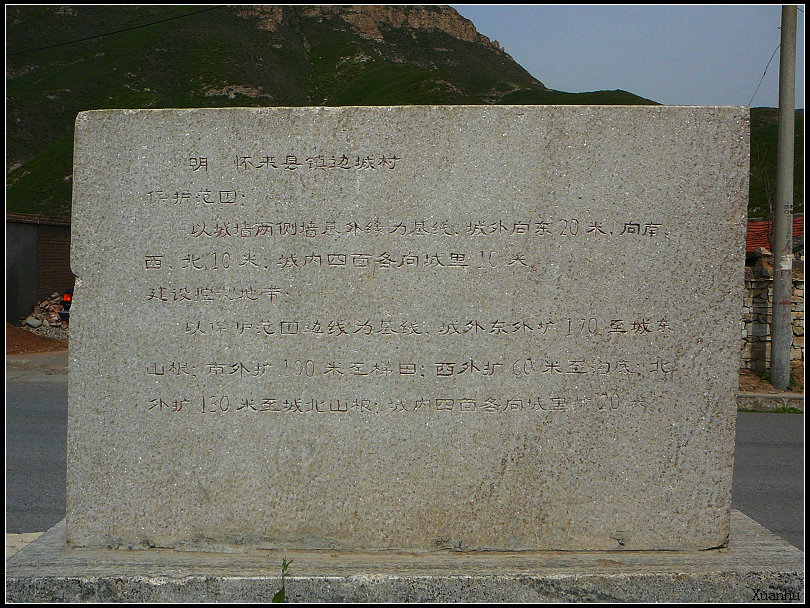 明 怀来县镇边城村
保护范围：
以城墙两侧墙基外缘为基线，城外向东20米，向南、
西、北10米，城内四面各向城里10米。
建设控制地带：
以保护范围边线为基线，城外东外扩170至城东
山根；南外扩100米至梯田；西外扩60米至沟底；北
外扩130米至城北山根；城内四面各向城里扩20米
Xuanhu